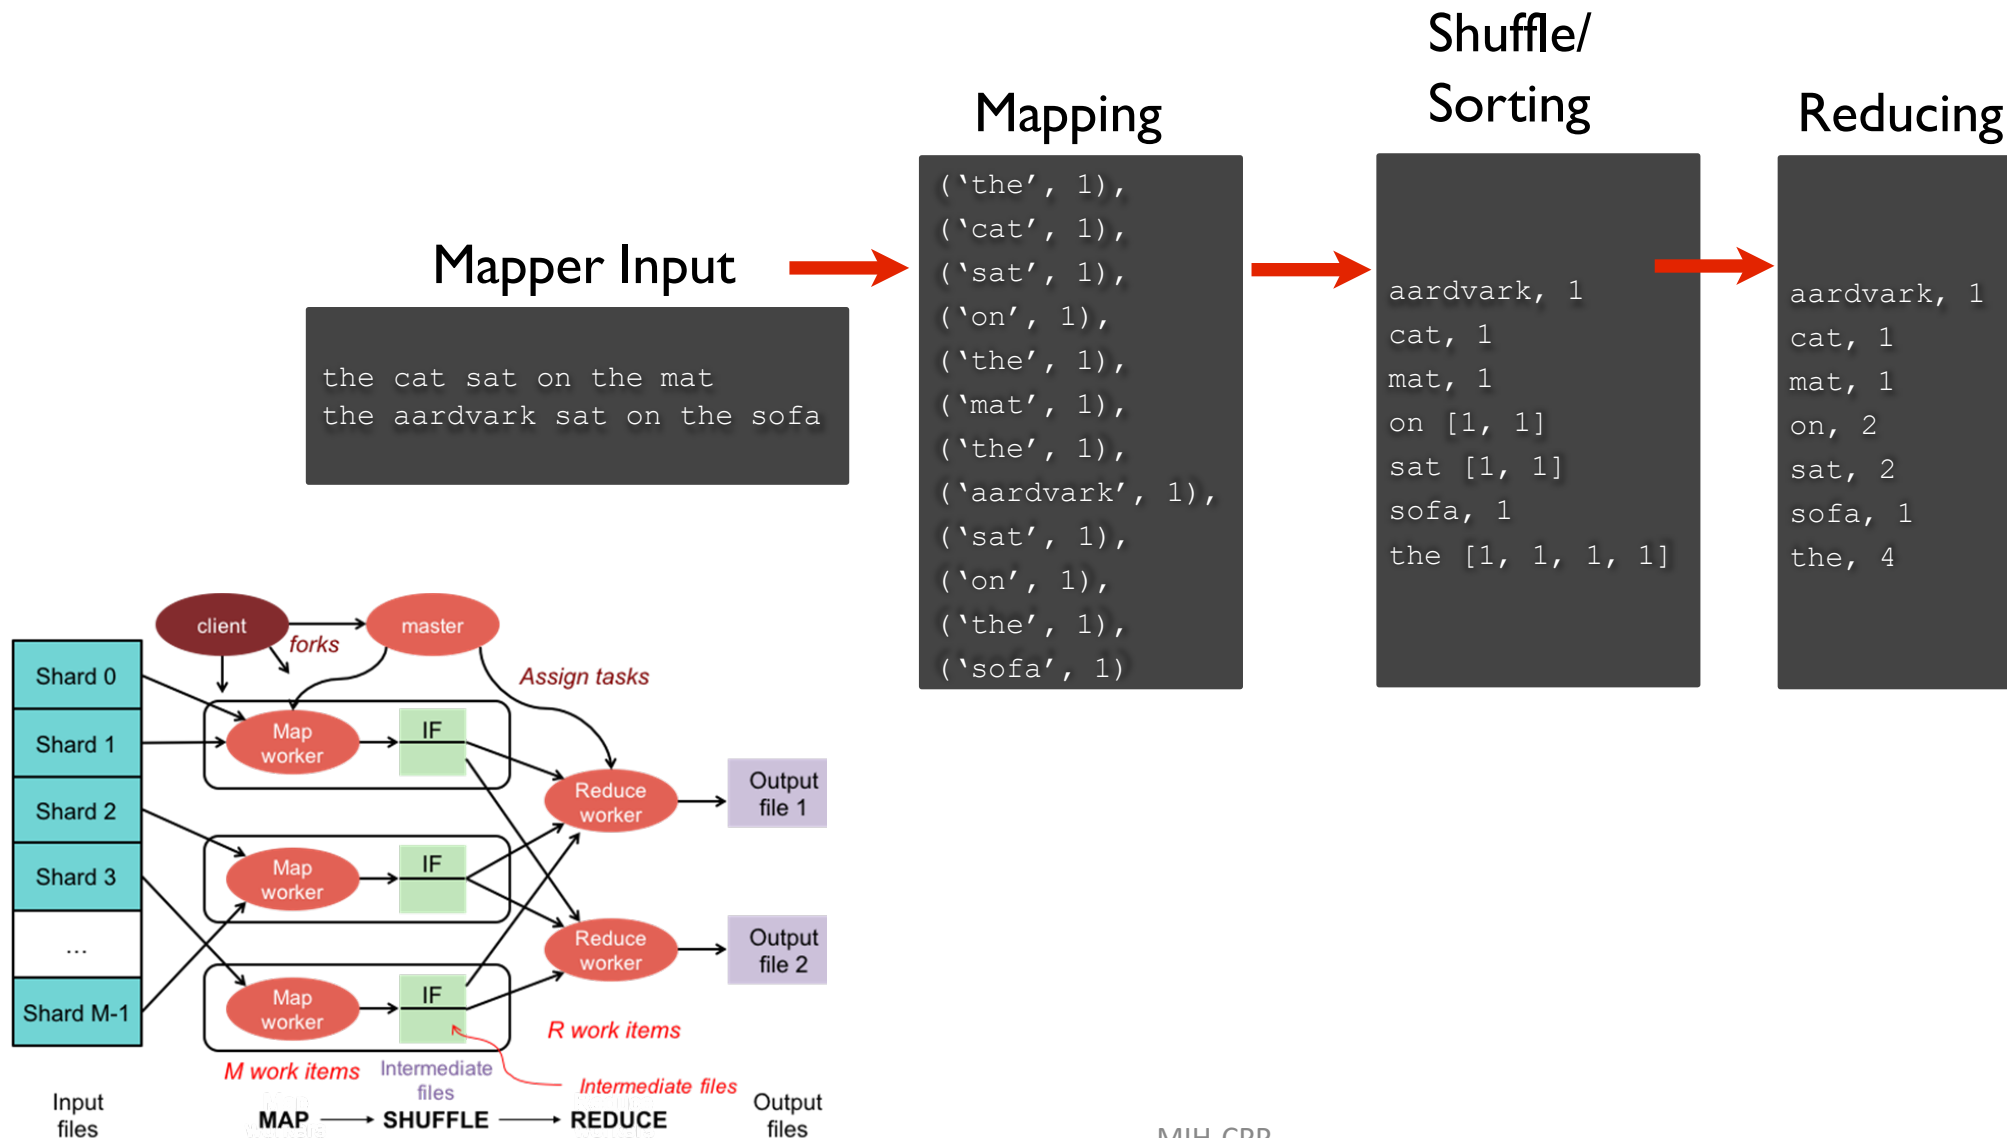 Shuffle/
Sorting
Mapping
Reducing
Mapper Input
the cat sat on the mat
the aardvark sat on the sofa
(‘the’, 1),
(‘cat’, 1),
(‘sat’, 1),
(‘on’, 1),
(‘the’, 1),
(‘mat’, 1),
(‘the’, 1),
(‘aardvark’, 1),
(‘sat’, 1),
(‘on’, 1),
(‘the’, 1),
(‘sofa’, 1)
aardvark, 1
cat, 1
mat, 1
on [1, 1]
sat [1, 1]
sofa, 1
the [1, 1, 1, 1]
aardvark, 1
cat, 1
mat, 1
on, 2
sat, 2
sofa, 1
the, 4
client
forks
master
Assign tasks
Shard 0
Shard 1
Shard 2
Shard 3
...
Shard M-1
Map
worker
IF
Map
worker
IF
Map
worker
IF
Reduce
worker
Reduce
worker
Output
file 1
Output
file 2
R work items
M work items
Intermediate
files
Intermediate files
Input
files
MAP
SHUFFLE
REDUCE
Output
files